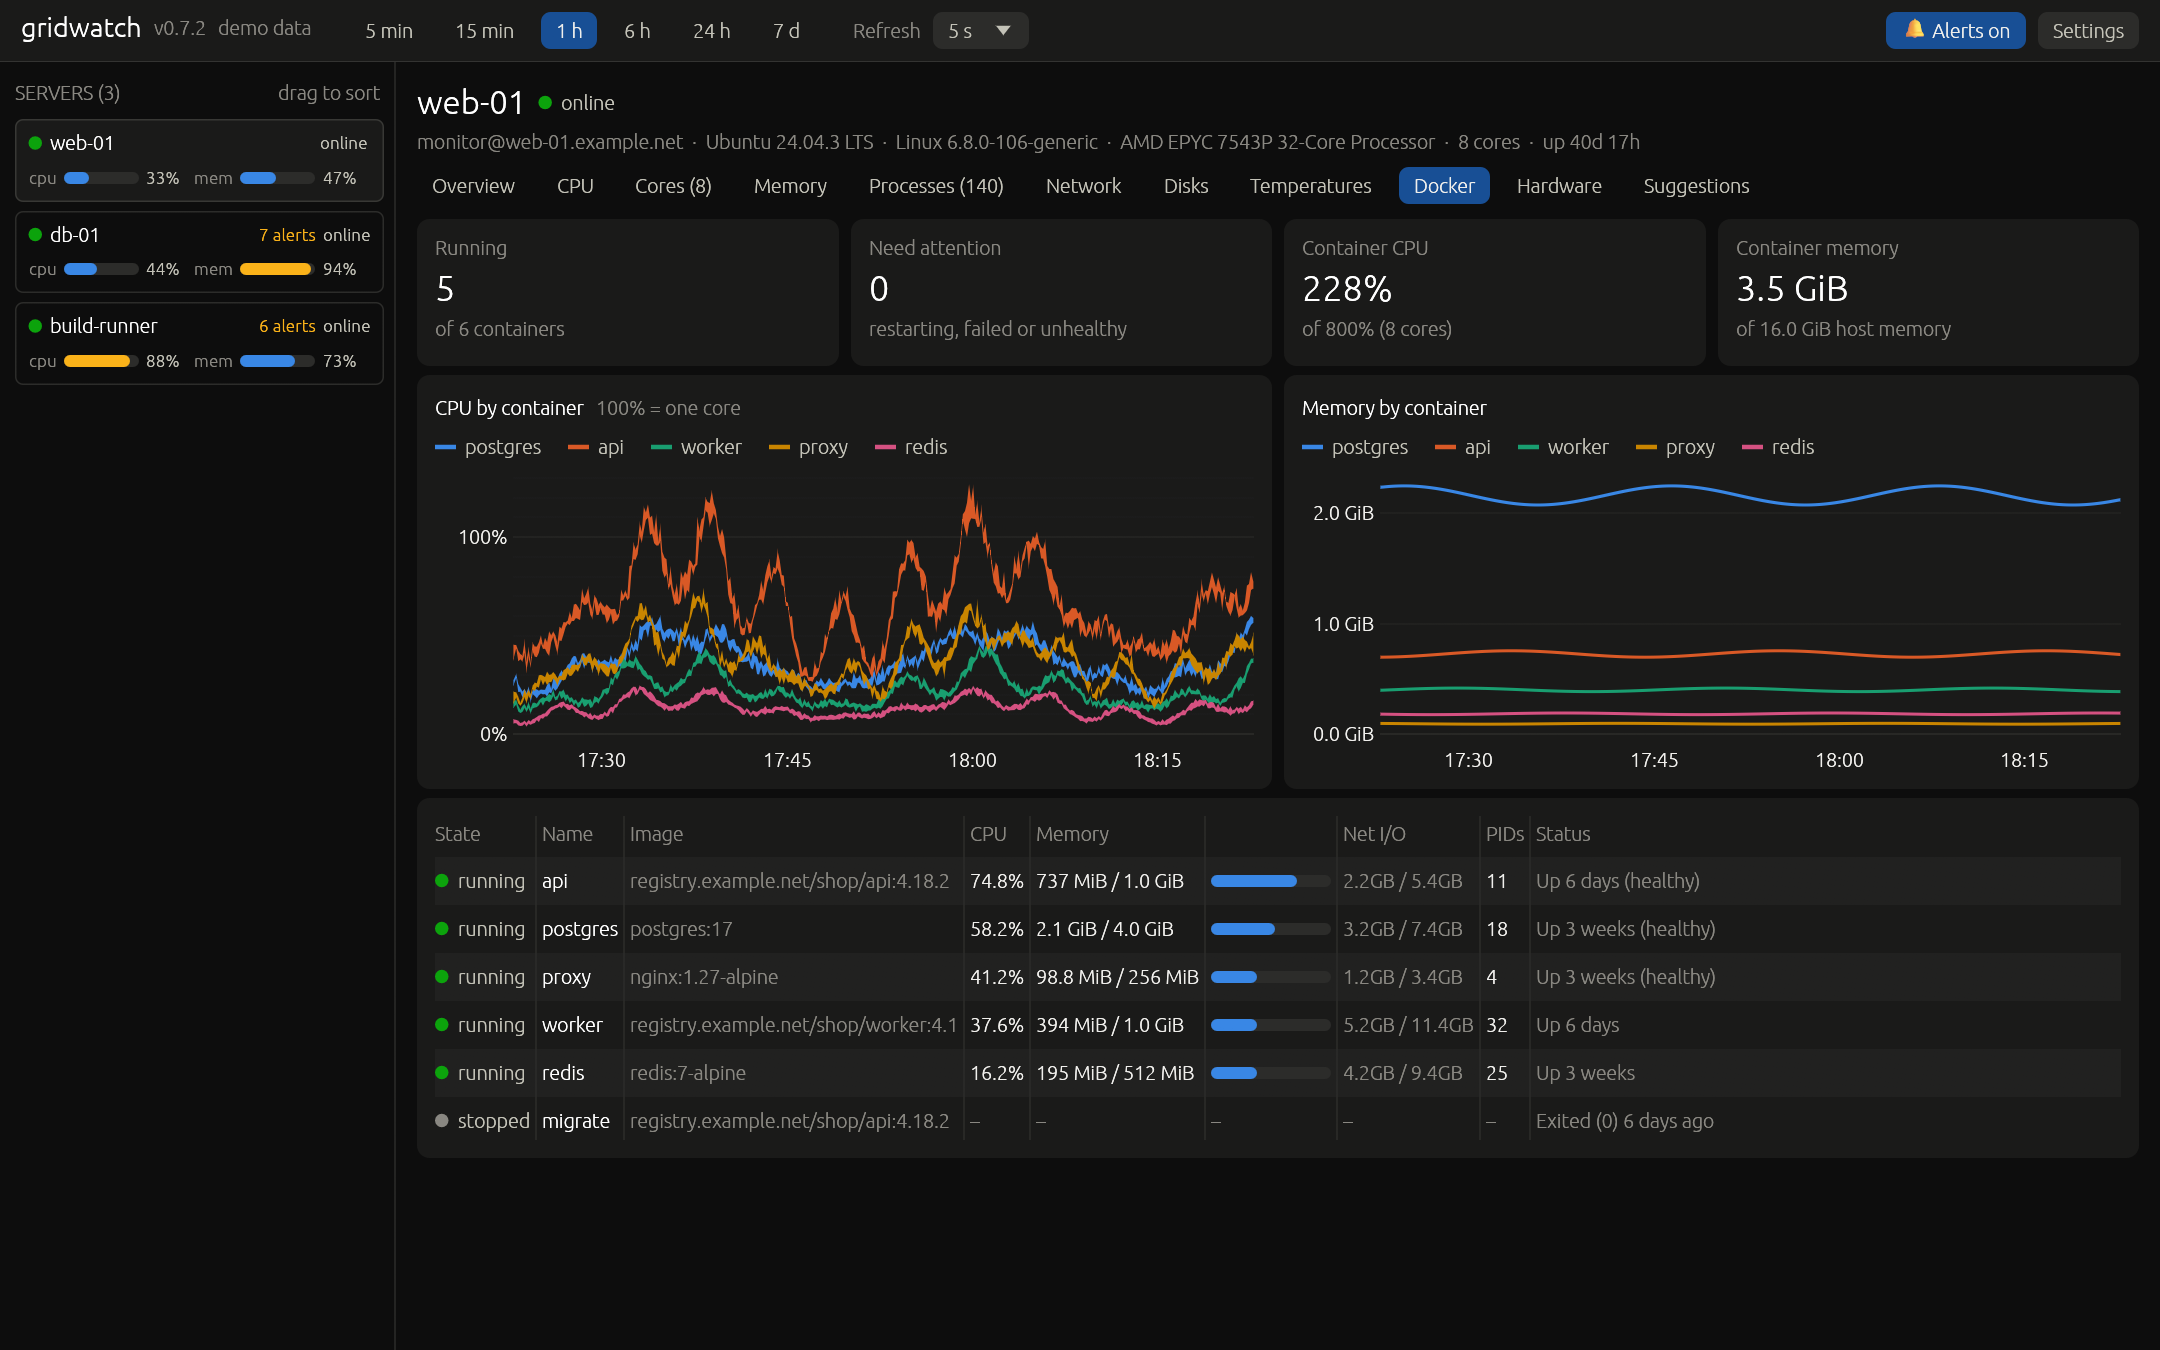 gridwatch v0.7.2 demo data 5 min 15 min 1 h 6 h 24 h 7 d Refresh 5 s Alerts on Settings
SERVERS (3) drag to sort
web-01 online
cpu 33% mem 47%
db-01 7 alerts online
cpu 44% mem 94%
build-runner 6 alerts online
cpu 88% mem 73%
web-01 online
monitor@web-01.example.net · Ubuntu 24.04.3 LTS · Linux 6.8.0-106-generic · AMD EPYC 7543P 32-Core Processor · 8 cores · up 40d 17h
Overview CPU Cores (8) Memory Processes (140) Network Disks Temperatures Docker Hardware Suggestions
Running
5
of 6 containers
Need attention
0
restarting, failed or unhealthy
Container CPU
228%
of 800% (8 cores)
Container memory
3.5 GiB
of 16.0 GiB host memory
CPU by container 100% = one core
postgres api worker proxy redis
100%
0%
17:30 17:45 18:00 18:15
Memory by container
postgres api worker proxy redis
2.0 GiB
1.0 GiB
0.0 GiB
17:30 17:45 18:00 18:15
State Name Image CPU Memory Net I/O PIDs Status
running api registry.example.net/shop/api:4.18.2 74.8% 737 MiB / 1.0 GiB 2.2GB / 5.4GB 11 Up 6 days (healthy)
running postgres postgres:17 58.2% 2.1 GiB / 4.0 GiB 3.2GB / 7.4GB 18 Up 3 weeks (healthy)
running proxy nginx:1.27-alpine 41.2% 98.8 MiB / 256 MiB 1.2GB / 3.4GB 4 Up 3 weeks (healthy)
running worker registry.example.net/shop/worker:4.1 37.6% 394 MiB / 1.0 GiB 5.2GB / 11.4GB 32 Up 6 days
running redis redis:7-alpine 16.2% 195 MiB / 512 MiB 4.2GB / 9.4GB 25 Up 3 weeks
stopped migrate registry.example.net/shop/api:4.18.2 – – – – – Exited (0) 6 days ago